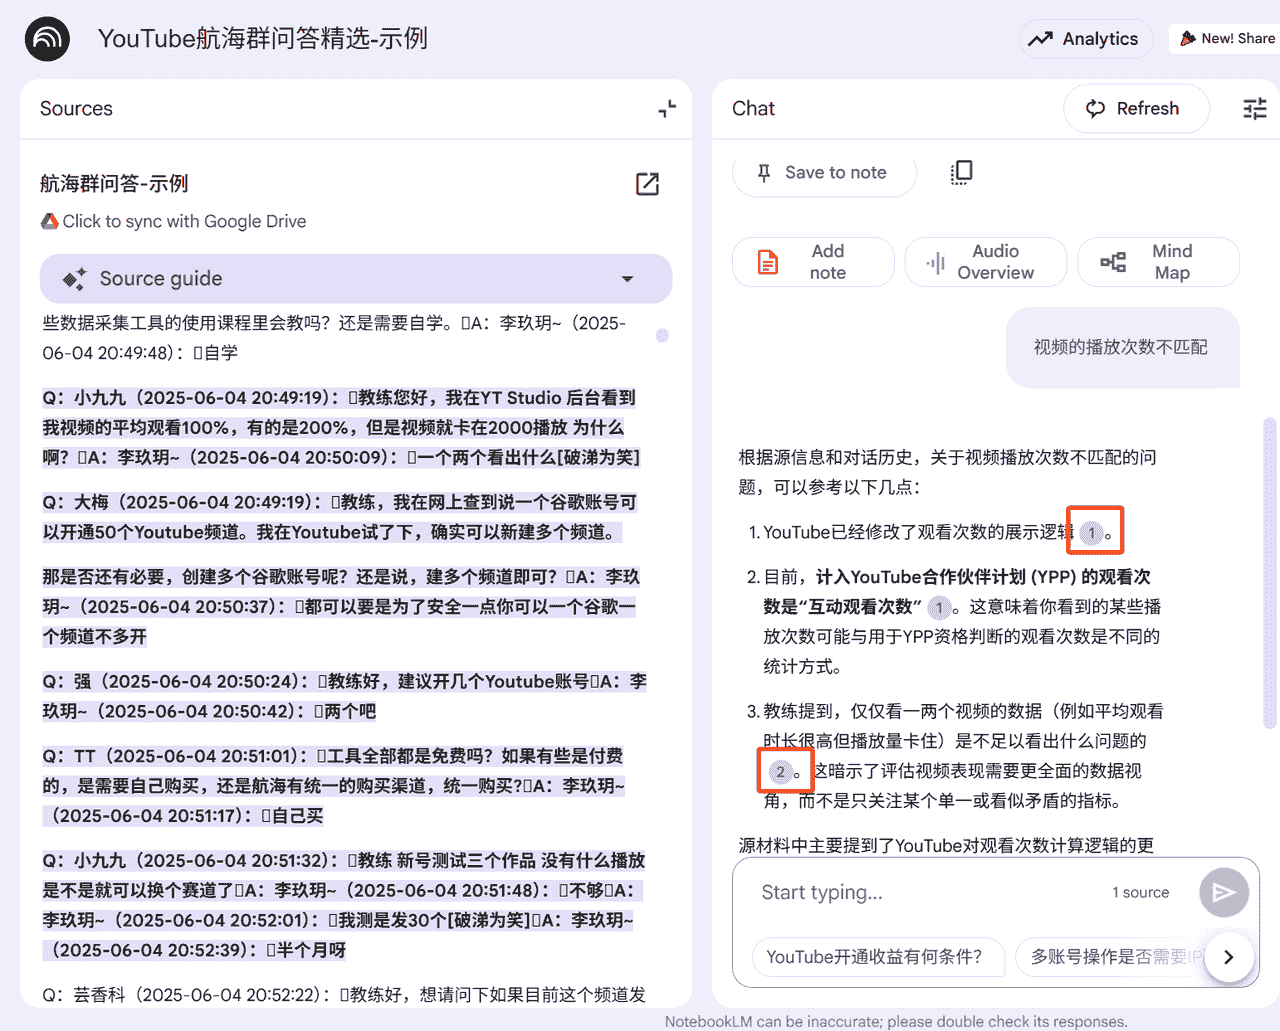 YouTube航海群问答精选-示例
Analytics
New! Share
Sources
航海群问答-示例
Click to sync with Google Drive
Source guide
些数据采集工具的使用课程里会教吗？还是需要自学。▯A：李玖玥~（2025-
06-04 20:49:48）：▯自学
Q：小九九（2025-06-04 20:49:19）：▯教练您好，我在YT Studio 后台看到
我视频的平均观看100%，有的是200%，但是视频就卡在2000播放 为什么
啊？▯A：李玖玥~（2025-06-04 20:50:09）：▯一个两个看出什么[破涕为笑]
Q：大梅（2025-06-04 20:49:19）：▯教练，我在网上查到说一个谷歌账号可
以开通50个Youtube频道。我在Youtube试了下，确实可以新建多个频道。
那是否还有必要，创建多个谷歌账号呢？还是说，建多个频道即可？▯A：李玖
玥~（2025-06-04 20:50:37）：▯都可以要是为了安全一点你可以一个谷歌一
个频道不多开
Q：强（2025-06-04 20:50:24）：▯教练好，建议开几个Youtube账号▯A：李
玖玥~（2025-06-04 20:50:42）：▯两个吧
Q：TT（2025-06-04 20:51:01）：▯工具全部都是免费吗？如果有些是付费
的，是需要自己购买，还是航海有统一的购买渠道，统一购买?▯A：李玖玥~
（2025-06-04 20:51:17）：▯自己买
Q：小九九（2025-06-04 20:51:32）：▯教练 新号测试三个作品 没有什么播放
是不是就可以换个赛道了▯A：李玖玥~（2025-06-04 20:51:48）：▯不够▯A：
李玖玥~（2025-06-04 20:52:01）：▯我测是发30个[破涕为笑]▯A：李玖玥~
（2025-06-04 20:52:39）：▯半个月呀
Q：芸香科（2025-06-04 20:52:22）：▯教练好，想请问下如果目前这个频道发
Chat
Refresh
Save to note
Add note
Audio Overview
Mind Map
视频的播放次数不匹配
根据源信息和对话历史，关于视频播放次数不匹配的问
题，可以参考以下几点：
1. YouTube已经修改了观看次数的展示逻辑 1 。
2. 目前，计入YouTube合作伙伴计划 (YPP) 的观看次
数是“互动观看次数” 1 。这意味着你看到的某些播
放次数可能与用于YPP资格判断的观看次数是不同的
统计方式。
3. 教练提到，仅仅看一两个视频的数据（例如平均观看
时长很高但播放量卡住）是不足以看出什么问题的
2 。这暗示了评估视频表现需要更全面的数据视
角，而不是只关注某个单一或看似矛盾的指标。
源材料中主要提到了YouTube对观看次数计算逻辑的更
Start typing...
1 source
YouTube开通收益有何条件？
多账号操作是否需要IP
NotebookLM can be inaccurate; please double check its responses.